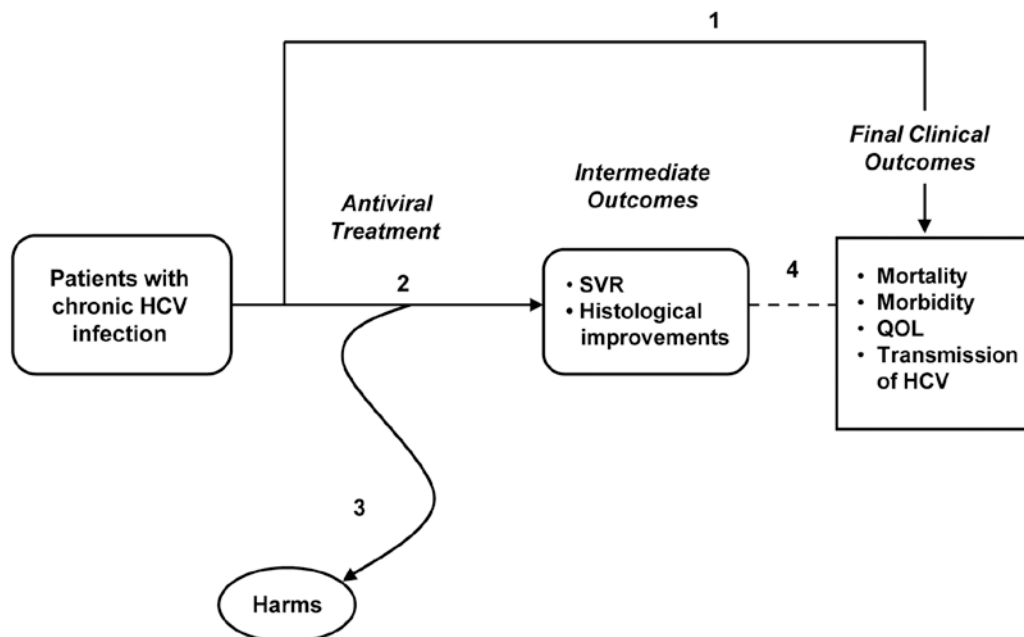 1
Final Clinical
Outcomes
Intermediate
Outcomes
Antiviral
Treatment
Patients with
chronic HCV
infection
2
• SVR
• Histological
improvements
4
• Mortality
• Morbidity
• QOL
• Transmission
of HCV
3
Harms